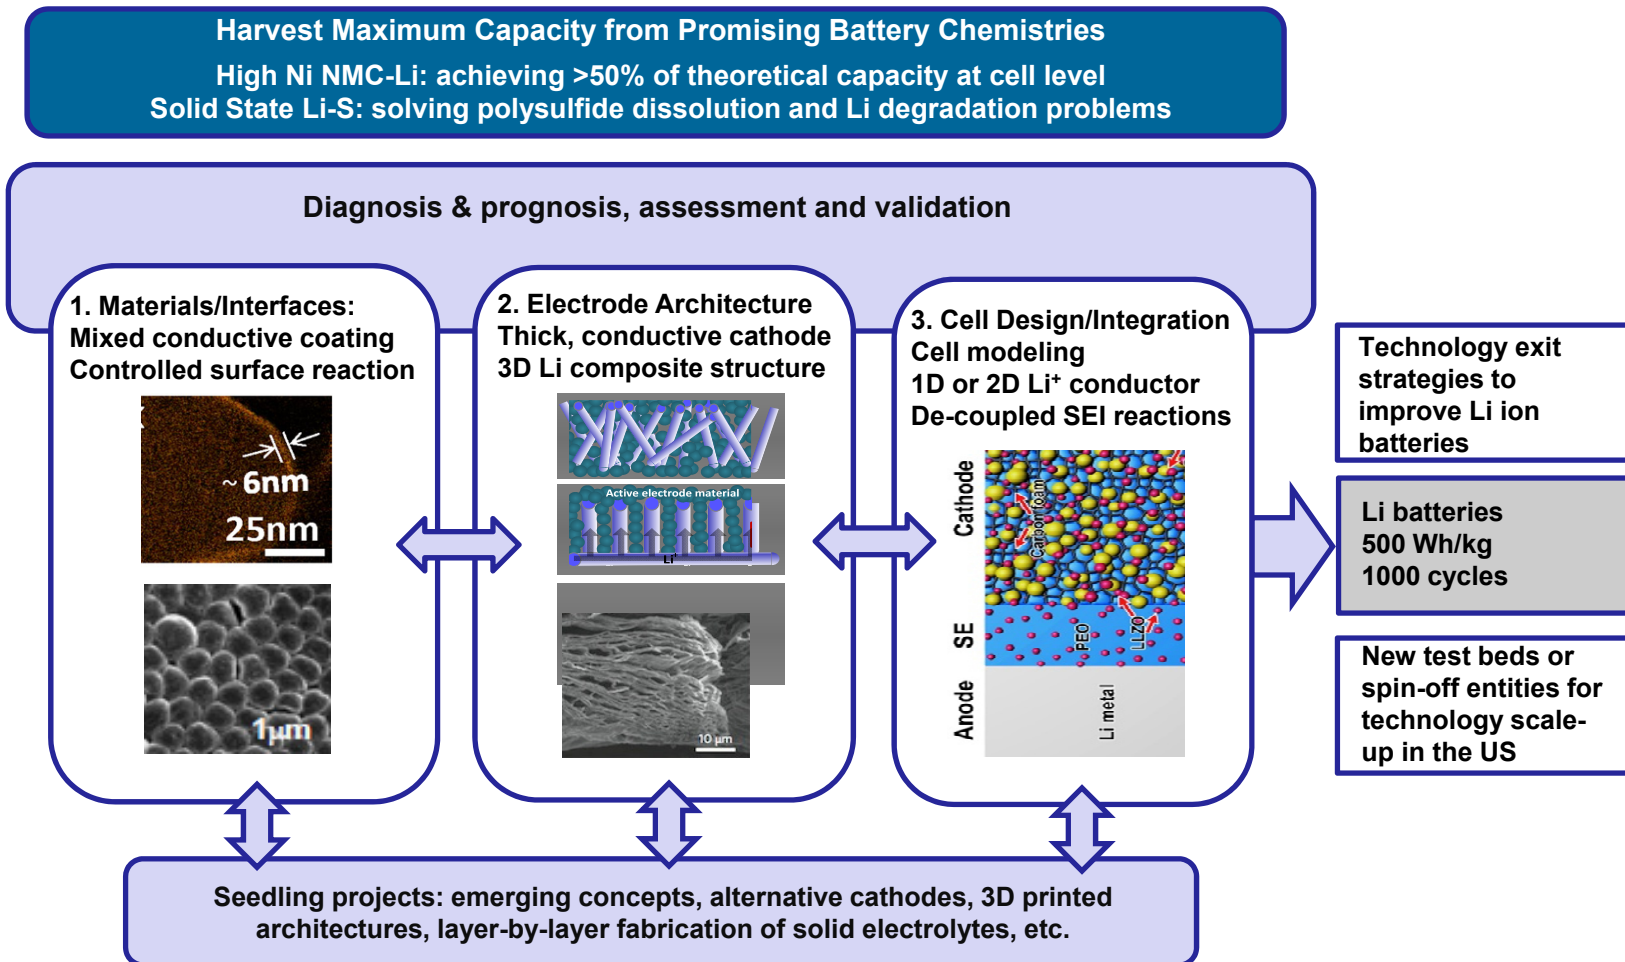 Harvest Maximum Capacity from Promising Battery Chemistries
High Ni NMC-Li: achieving >50% of theoretical capacity at cell level
Solid State Li-S: solving polysulfide dissolution and Li degradation problems
Diagnosis & prognosis, assessment and validation
1. Materials/Interfaces:
Mixed conductive coating
Controlled surface reaction
~6nm
25nm
1μm
2. Electrode Architecture
Thick, conductive cathode
3D Li composite structure
Active electrode material
Li⁺
10 μm
3. Cell Design/Integration
Cell modeling
1D or 2D Li⁺ conductor
De-coupled SEI reactions
Cathode
Carbon foam
SE
PEO
LLZO
Anode
Li metal
Technology exit
strategies to
improve Li ion
batteries
Li batteries
500 Wh/kg
1000 cycles
New test beds or
spin-off entities for
technology scale-
up in the US
Seedling projects: emerging concepts, alternative cathodes, 3D printed
architectures, layer-by-layer fabrication of solid electrolytes, etc.